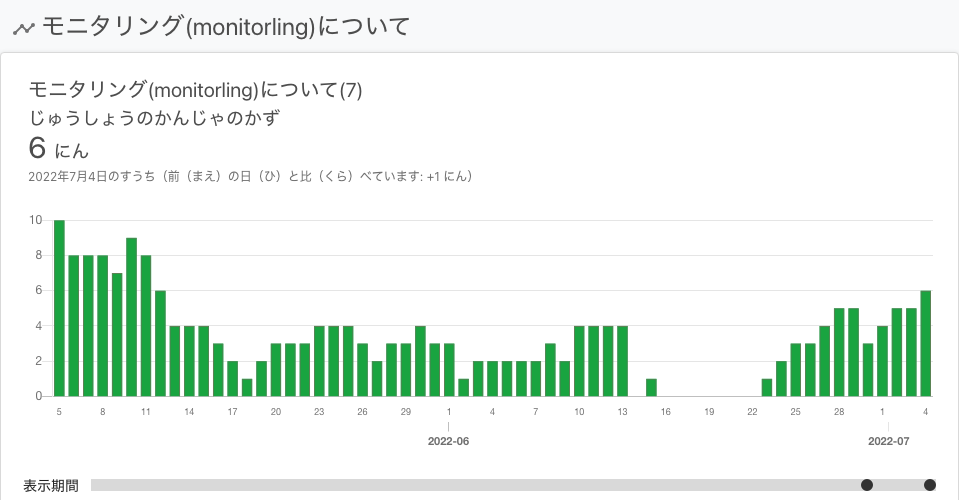 モニタリング(monitorling)について
モニタリング(monitorling)について(7)
じゅうしょうのかんじゃのかず
6 にん
2022年7月4日のすうち（前（まえ）の日（ひ）と比（くら）べています: +1 にん）
10
8
6
4
2
0
5 8 11 14 17 20 23 26 29 1 4 7 10 13 16 19 22 25 28 1 4
2022-06 2022-07
表示期間